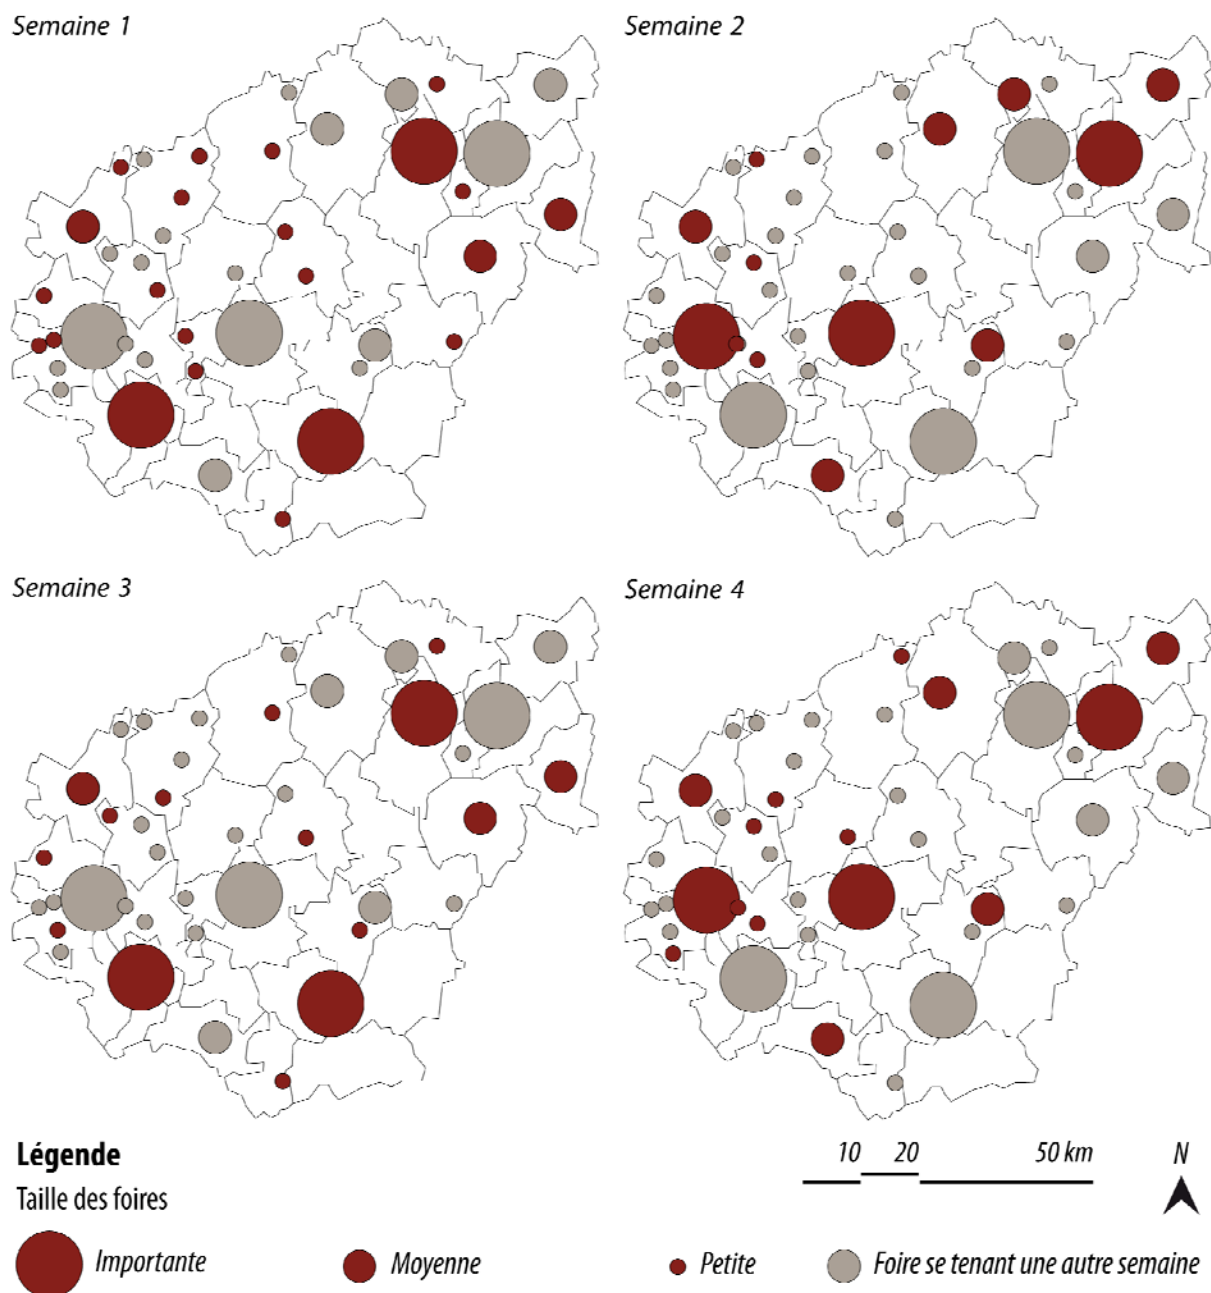 Semaine 1
Semaine 2
Semaine 3
Semaine 4
Légende
Taille des foires
10 20 50 km
N
Importante
Moyenne
Petite
Foire se tenant une autre semaine